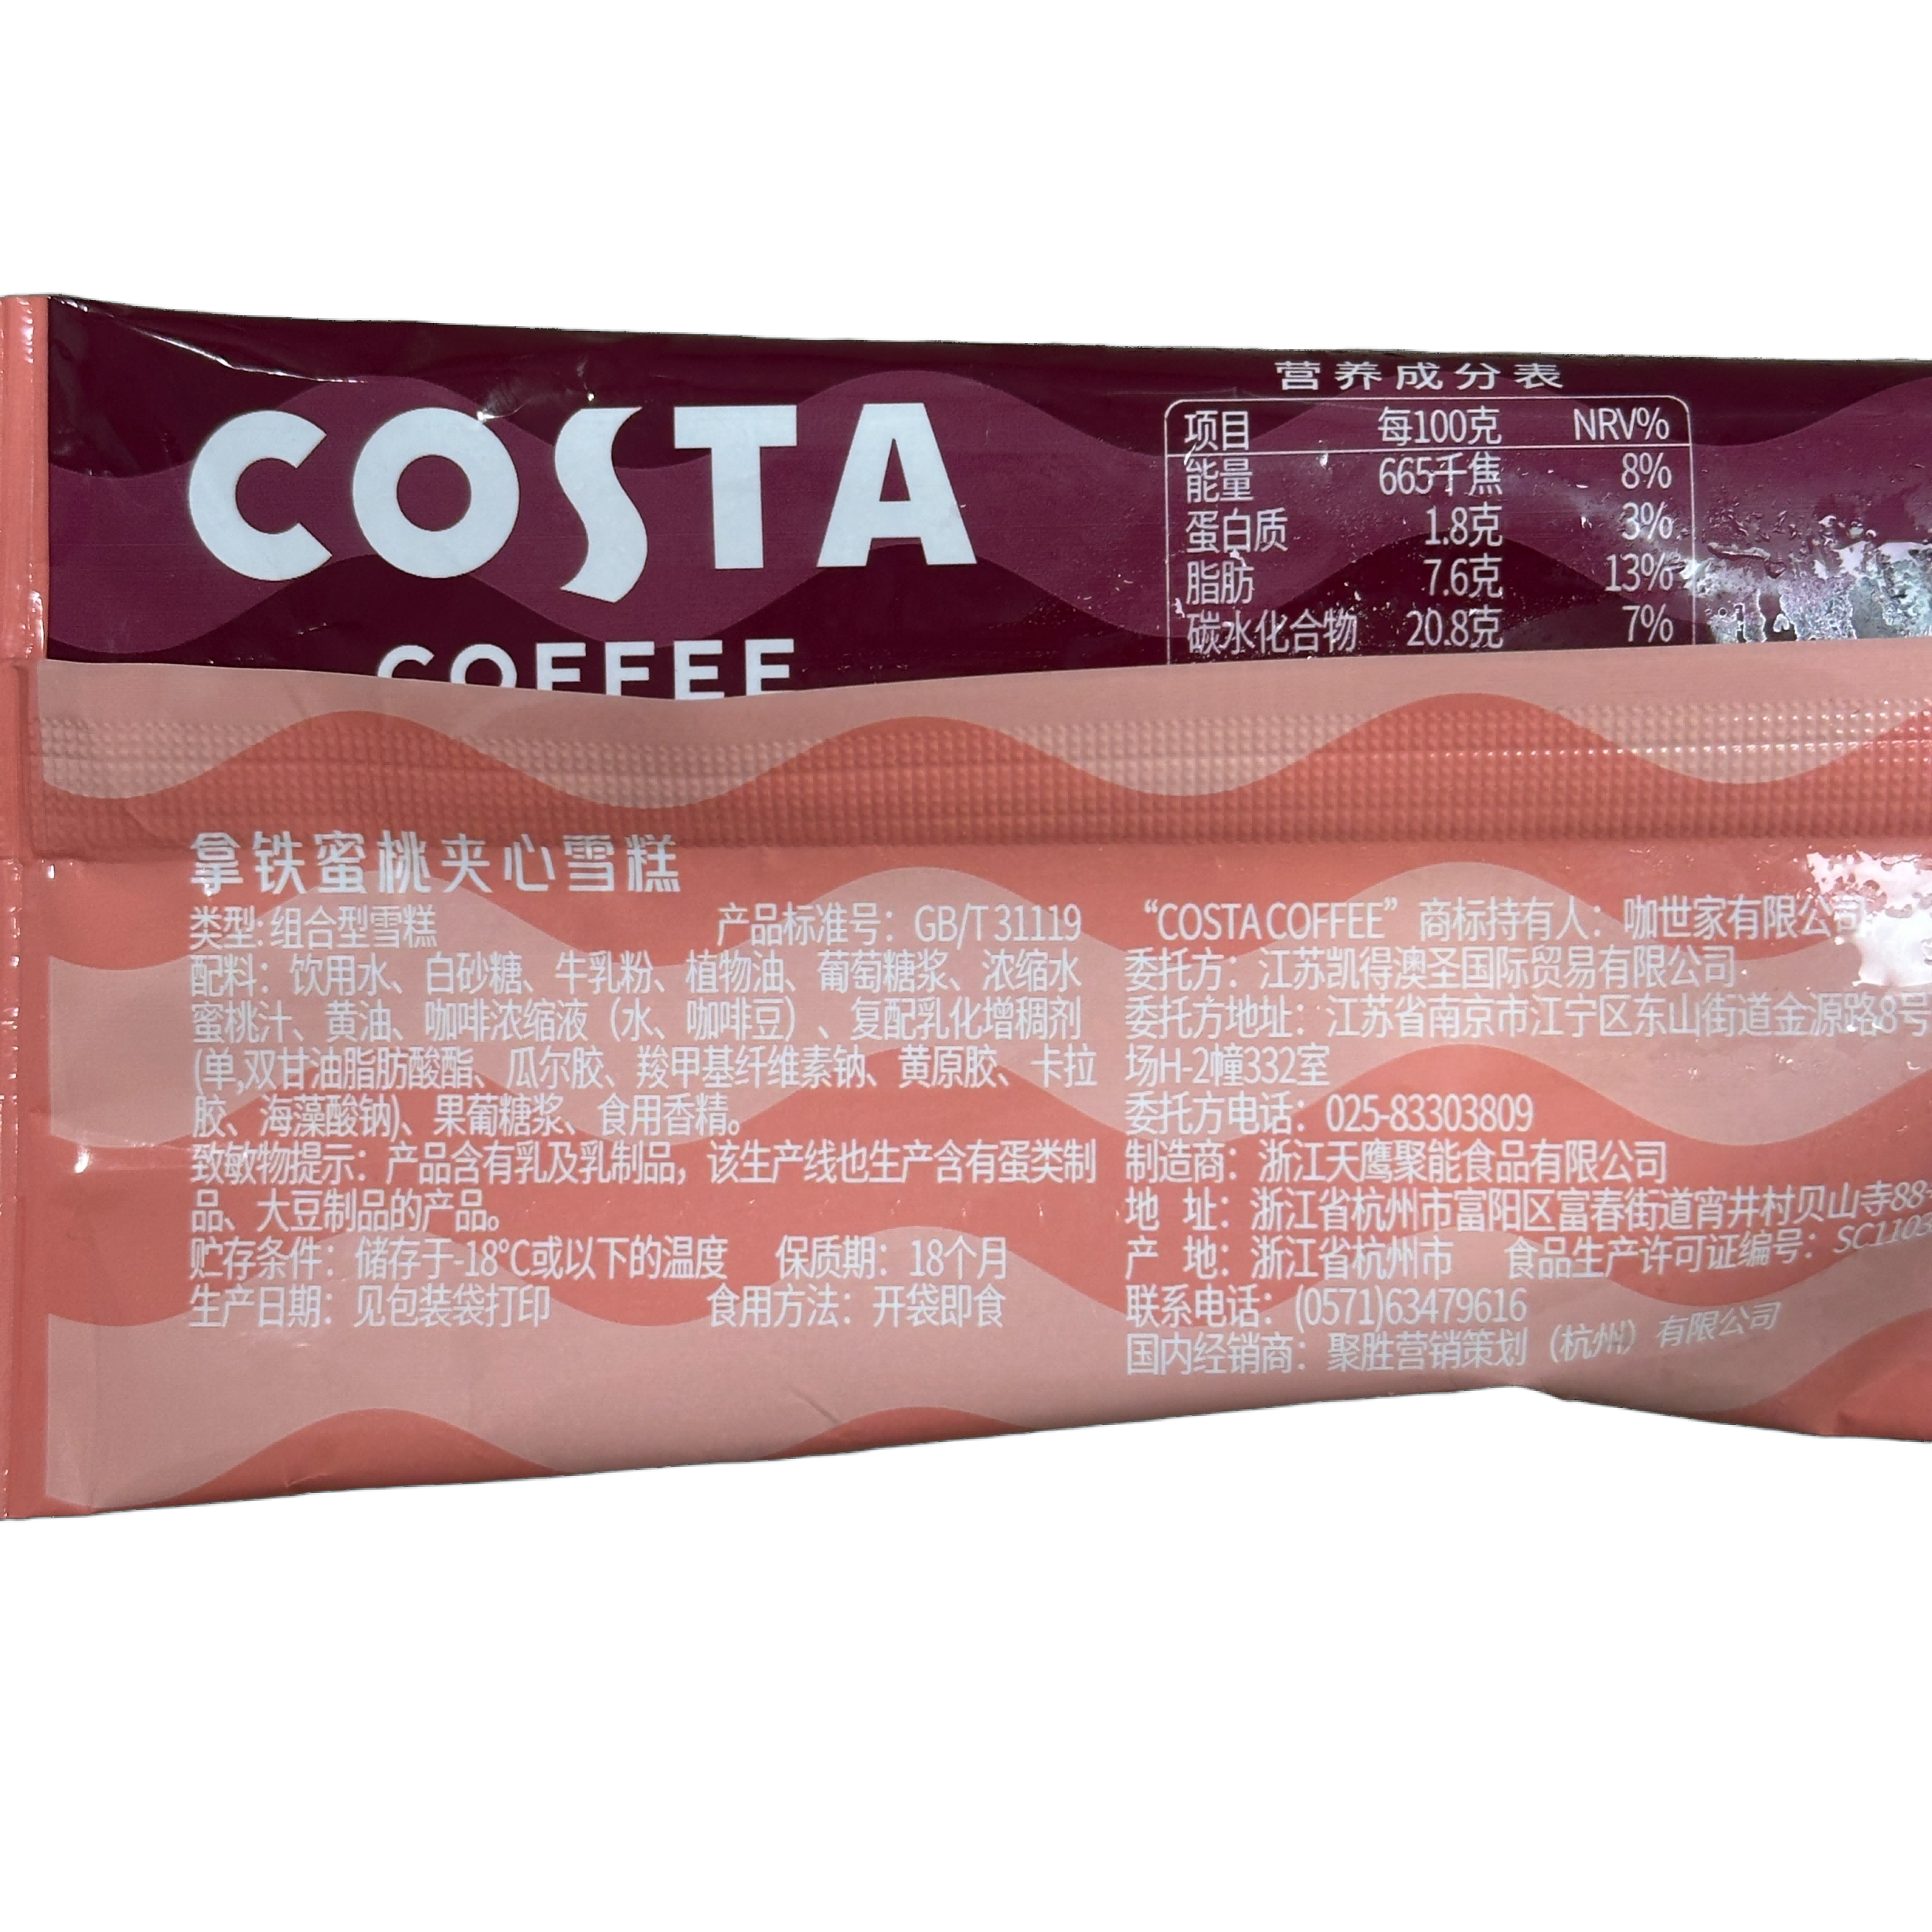 COSTA
COFFEE
营养成分表
项目 每100克 NRV%
能量 665千焦 8%
蛋白质 1.8克 3%
脂肪 7.6克 13%
碳水化合物 20.8克 7%
拿铁蜜桃夹心雪糕
类型:组合型雪糕 产品标准号：GB/T 31119
配料：饮用水、白砂糖、牛乳粉、植物油、葡萄糖浆、浓缩水
蜜桃汁、黄油、咖啡浓缩液（水、咖啡豆）、复配乳化增稠剂
(单,双甘油脂肪酸酯、瓜尔胶、羧甲基纤维素钠、黄原胶、卡拉
胶、海藻酸钠)、果葡糖浆、食用香精。
致敏物提示：产品含有乳及乳制品，该生产线也生产含有蛋类制
品、大豆制品的产品。
贮存条件：储存于-18℃或以下的温度 保质期：18个月
生产日期：见包装袋打印 食用方法：开袋即食
“COSTA COFFEE”商标持有人：咖世家有限公司
委托方：江苏凯得澳圣国际贸易有限公司
委托方地址：江苏省南京市江宁区东山街道金源路8号
场H-2幢332室
委托方电话：025-83303809
制造商：浙江天鹰聚能食品有限公司
地 址：浙江省杭州市富阳区富春街道宵井村贝山寺88
产 地：浙江省杭州市 食品生产许可证编号：SC1103
联系电话：(0571)63479616
国内经销商：聚胜营销策划（杭州）有限公司